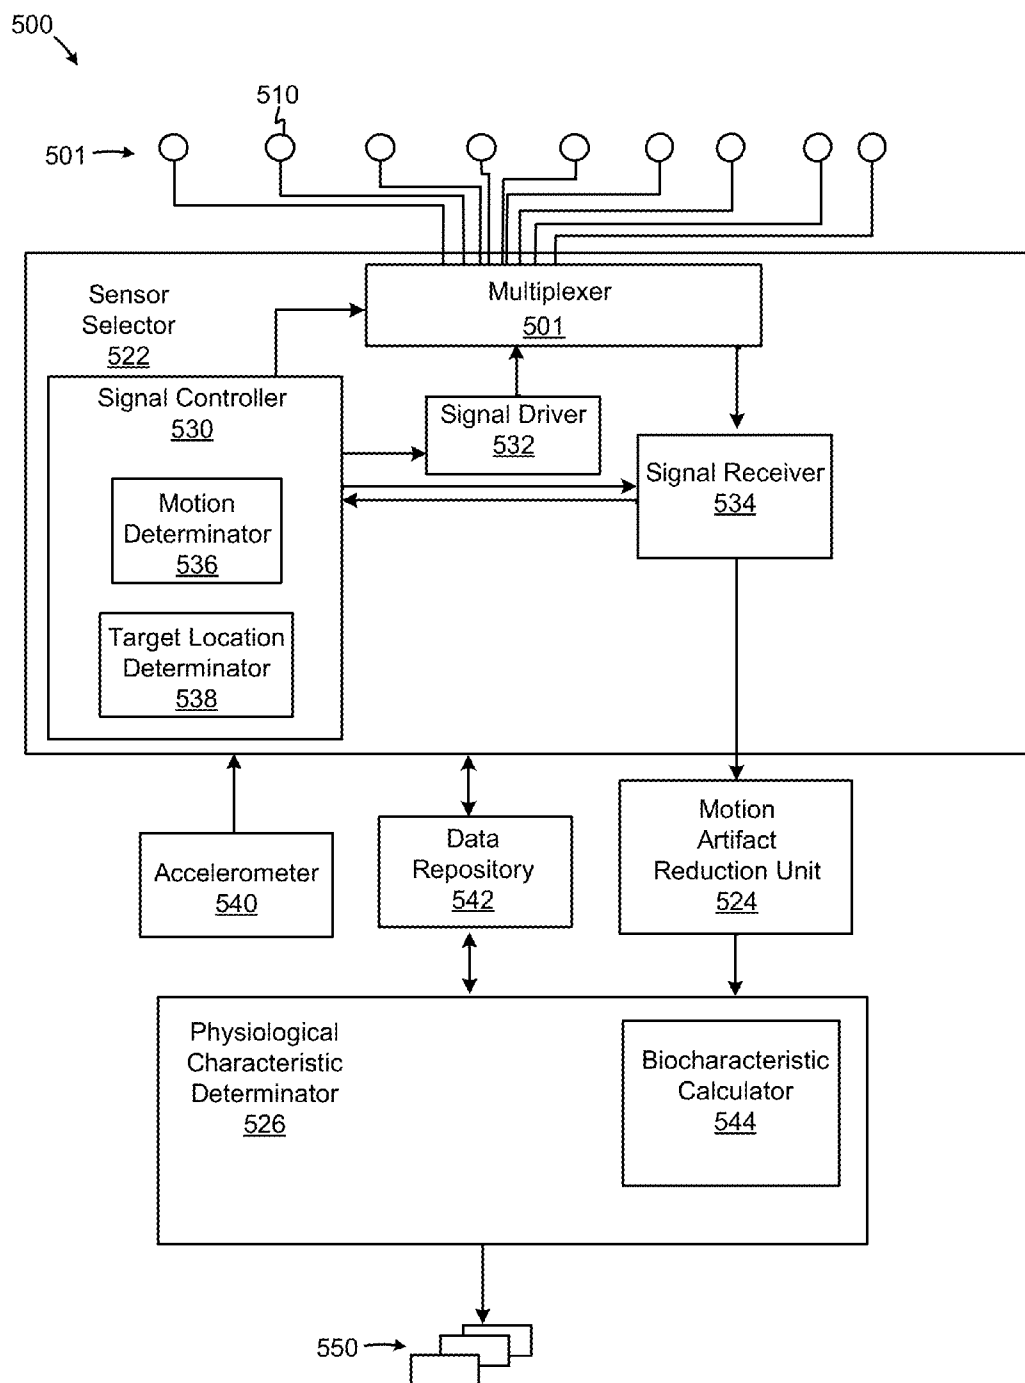 500
510
501
Sensor
Selector
522
Multiplexer
501
Signal Controller
530
Signal Driver
532
Signal Receiver
534
Motion
Determinator
536
Target Location
Determinator
538
Accelerometer
540
Data
Repository
542
Motion
Artifact
Reduction Unit
524
Physiological
Characteristic
Determinator
526
Biocharacteristic
Calculator
544
550